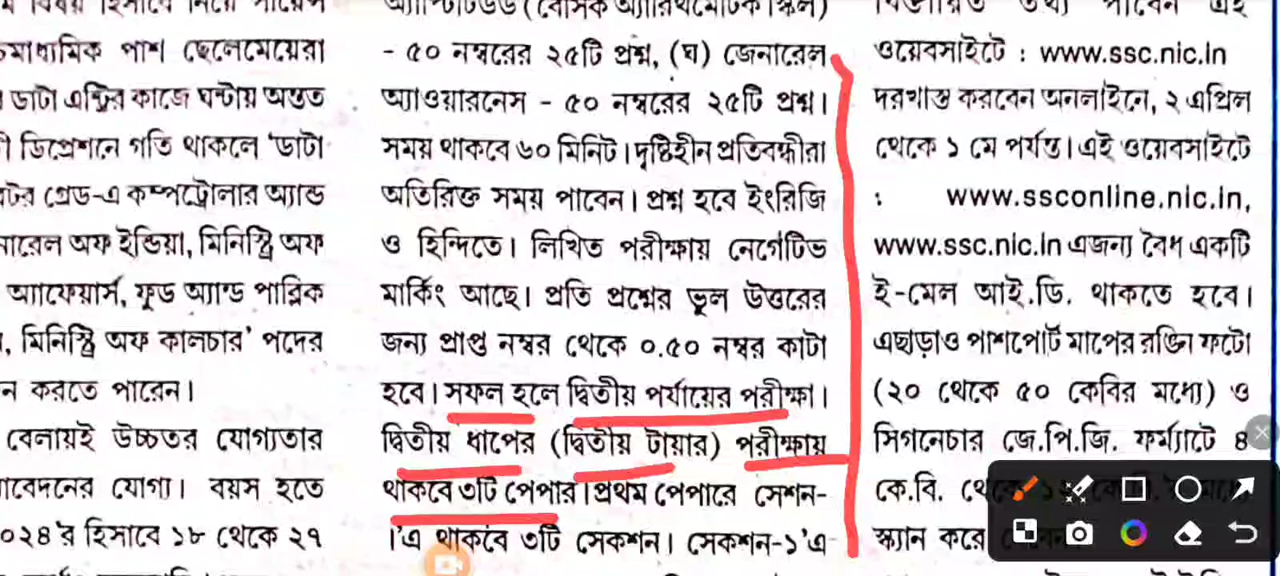 উমাধ্যমিক পাশ ছেলেমেয়েরা
ডাটা এন্ট্রির কাজে ঘন্টায় অন্তত
ডিপ্রেশনে গতি থাকলে 'ডাটা
গ্রেড-এ কম্পট্রোলার অ্যান্ড
অফ ইন্ডিয়া, মিনিস্ট্রি অফ
অ্যাফেয়ার্স, ফুড অ্যান্ড পাব্লিক
, মিনিস্ট্রি অফ কালচার' পদের
করতে পারেন।
বেলায়ই উচ্চতর যোগ্যতার
যোগ্য। বয়স হতে
০২৪'র হিসাবে ১৮ থেকে ২৭
অ্যাপ্টিটিউড (বেসিক অ্যারিথমেটিক স্কিল)
- ৫০ নম্বরের ২৫টি প্রশ্ন, (ঘ) জেনারেল
অ্যাওয়ারনেস - ৫০ নম্বরের ২৫টি প্রশ্ন।
সময় থাকবে ৬০ মিনিট। দৃষ্টিহীন প্রতিবন্ধীরা
অতিরিক্ত সময় পাবেন। প্রশ্ন হবে ইংরিজি
ও হিন্দিতে। লিখিত পরীক্ষায় নেগেটিভ
মার্কিং আছে। প্রতি প্রশ্নের ভুল উত্তরের
জন্য প্রাপ্ত নম্বর থেকে ০.৫০ নম্বর কাটা
হবে। সফল হলে দ্বিতীয় পর্যায়ের পরীক্ষা।
দ্বিতীয় ধাপের (দ্বিতীয় টায়ার) পরীক্ষায়
থাকবে ৩টি পেপার। প্রথম পেপারে সেশন-
।'এ থাকবে ৩টি সেকশন। সেকশন-১'এ
বিস্তারিত তথ্য পাবেন এই
ওয়েবসাইটে : www.ssc.nic.in
দরখাস্ত করবেন অনলাইনে, ২ এপ্রিল
থেকে ১ মে পর্যন্ত। এই ওয়েবসাইটে
: www.ssconline.nic.in,
www.ssc.nic.in এজন্য বৈধ একটি
ই-মেল আই.ডি. থাকতে হবে।
এছাড়াও পাশপোর্ট মাপের রঙিন ফটো
(২০ থেকে ৫০ কেবির মধ্যে) ও
সিগনেচার জে.পি.জি. ফর্ম্যাটে ৪
কে.বি.
স্ক্যান করে